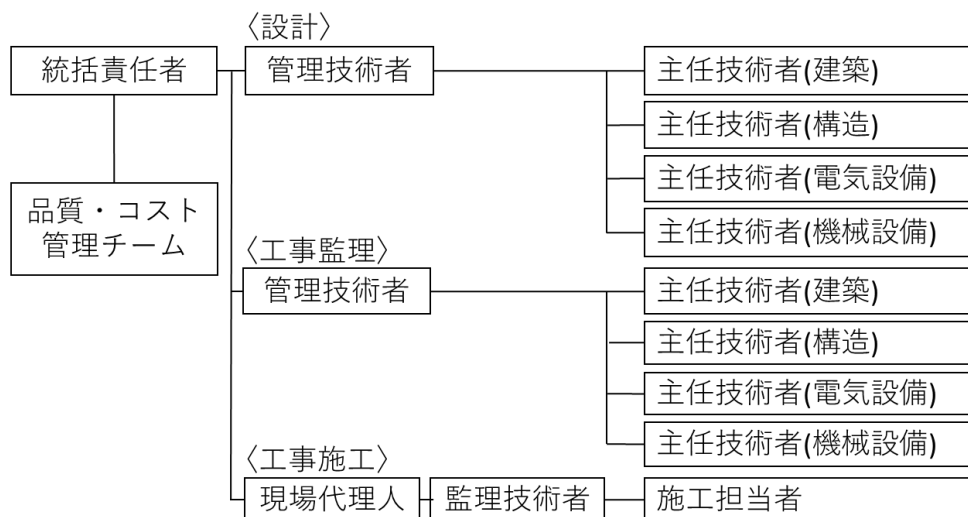 〈設計〉
統括責任者
管理技術者
主任技術者(建築)
主任技術者(構造)
主任技術者(電気設備)
主任技術者(機械設備)
品質・コスト
管理チーム
〈工事監理〉
管理技術者
主任技術者(建築)
主任技術者(構造)
主任技術者(電気設備)
主任技術者(機械設備)
〈工事施工〉
現場代理人
監理技術者
施工担当者